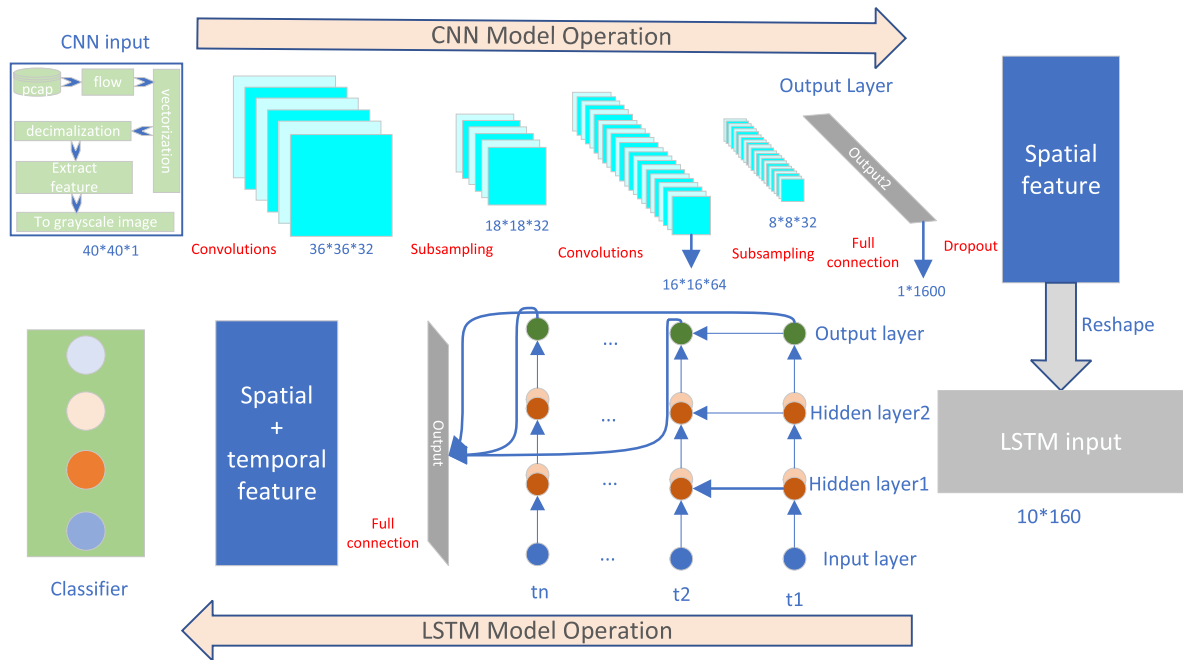 CNN input
CNN Model Operation
pcap
flow
vectorization
decimalization
Extract
feature
To grayscale image
40*40*1
Convolutions
36*36*32
Subsampling
18*18*32
Convolutions
16*16*64
Subsampling
8*8*32
Output Layer
Output2
Full
connection
1*1600
Dropout
Spatial
feature
Reshape
LSTM input
10*160
Output layer
Hidden layer2
Hidden layer1
Input layer
...
...
...
...
tn
...
t2
t1
Output
Full
connection
Spatial
+
temporal
feature
Classifier
LSTM Model Operation